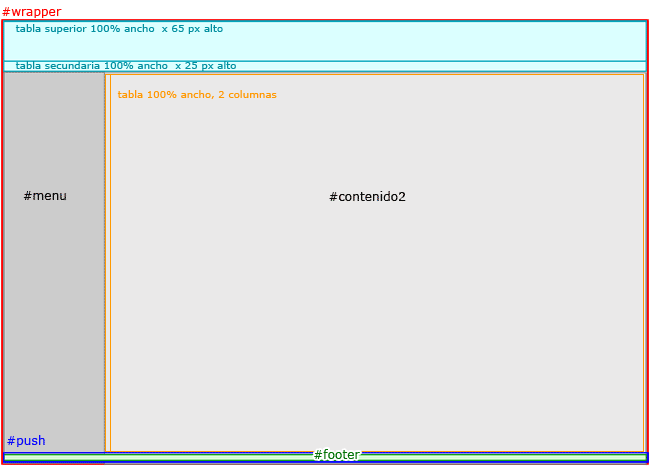 #wrapper
tabla superior 100% ancho x 65 px alto
tabla secundaria 100% ancho x 25 px alto
tabla 100% ancho, 2 columnas
#menu
#contenido2
#push
#footer